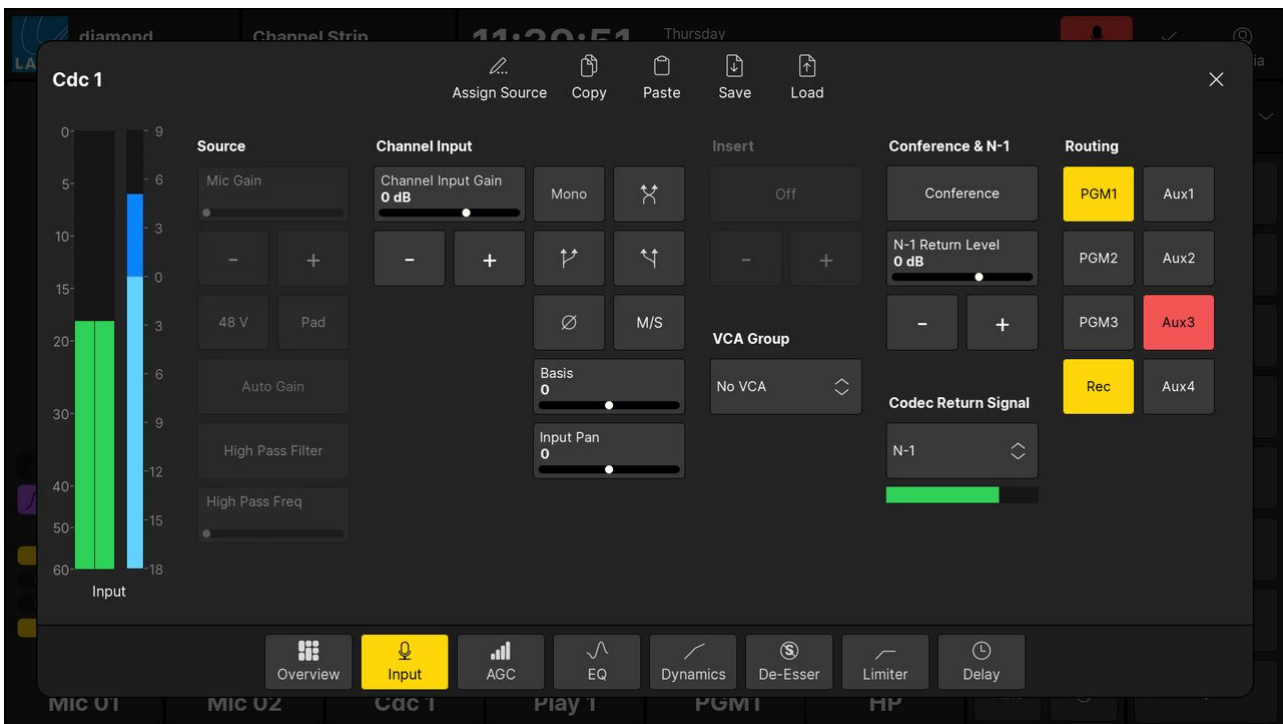 diamond Channel Strip 11:39:51 Thursday
LA
Cdc 1
Assign Source Copy Paste Save Load
Source Channel Input Insert Conference & N-1 Routing
0 9
5 6
10 3
15 0
20 3
30 6
9
40 12
50 15
60 18
Input
Mic Gain
- +
48 V Pad
Auto Gain
High Pass Filter
High Pass Freq
Channel Input Gain
0 dB
- +
Mono
Ø M/S
Basis
0
Input Pan
0
Off
- +
VCA Group
No VCA
Conference
N-1 Return Level
0 dB
- +
Codec Return Signal
N-1
PGM1 Aux1
PGM2 Aux2
PGM3 Aux3
Rec Aux4
Overview Input AGC EQ Dynamics De-Esser Limiter Delay
Mic 01 Mic 02 Cdc 1 Play 1 PGM1 HP